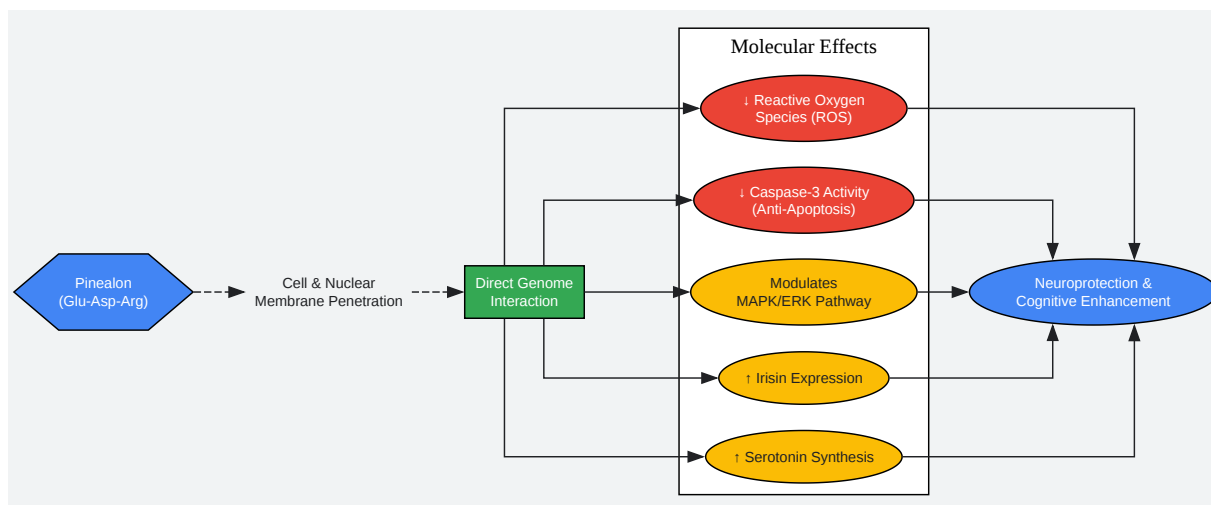 Molecular Effects
↓ Reactive Oxygen
Species (ROS)
↓ Caspase-3 Activity
(Anti-Apoptosis)
Pinealon
(Glu-Asp-Arg)
Cell & Nuclear
Membrane Penetration
Direct Genome
Interaction
Modulates
MAPK/ERK Pathway
Neuroprotection &
Cognitive Enhancement
↑ Irisin Expression
↑ Serotonin Synthesis